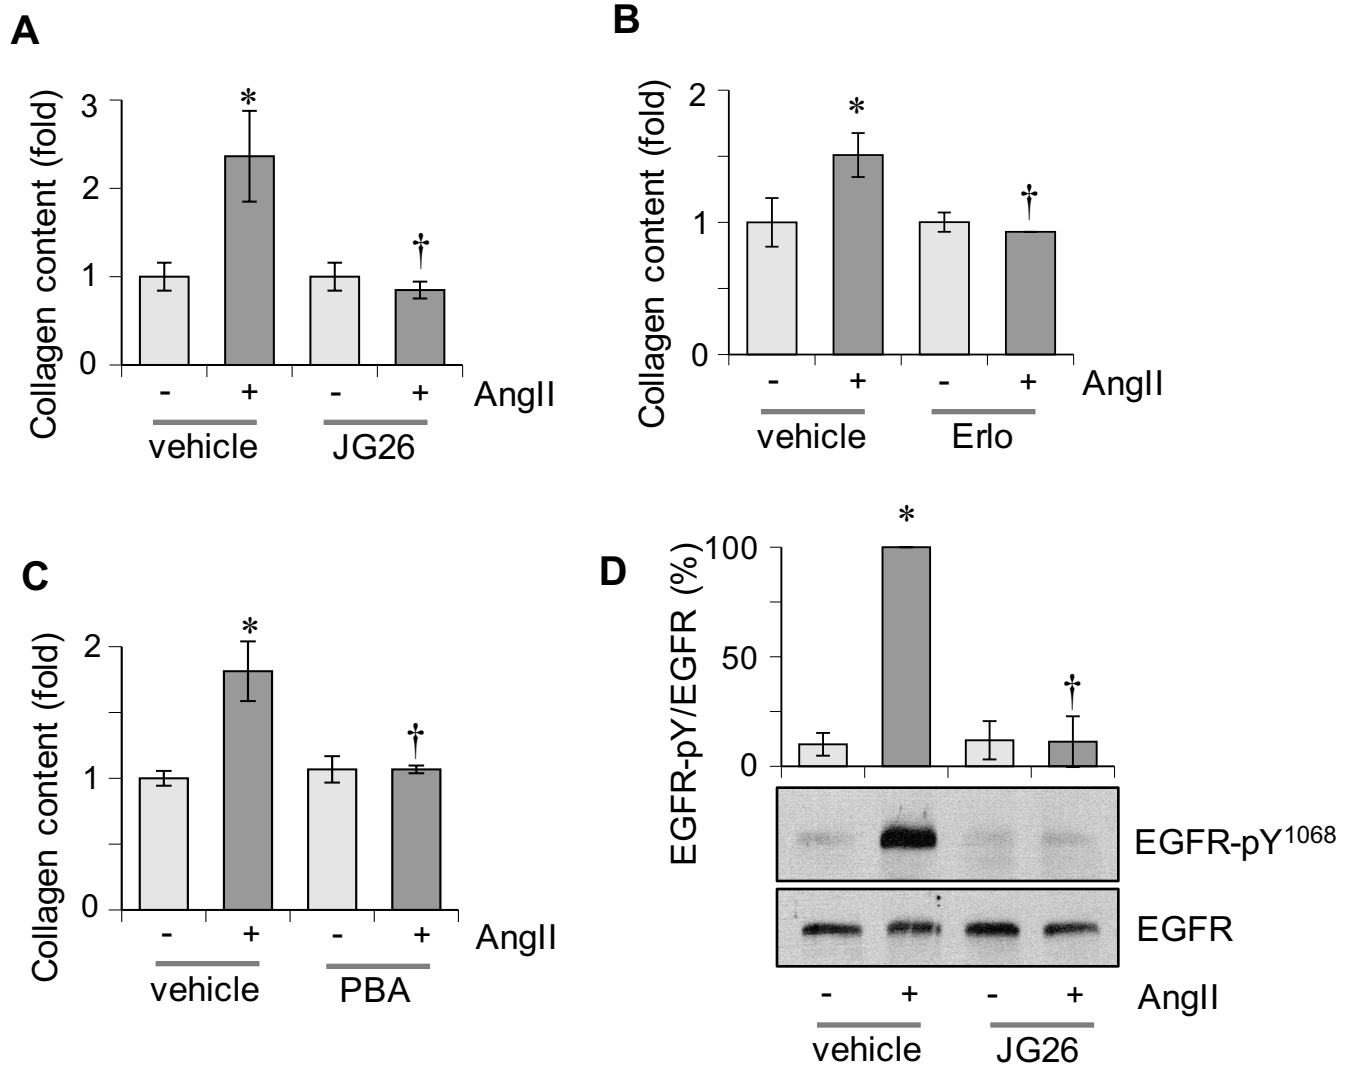 A
Collagen content (fold)
3
2
1
0
*
†
- + - + AngII
vehicle JG26
B
Collagen content (fold)
2
1
0
*
†
- + - + AngII
vehicle Erlo
C
Collagen content (fold)
2
1
0
*
†
- + - + AngII
vehicle PBA
D
EGFR-pY/EGFR (%)
100
50
0
*
†
EGFR-pY¹⁰⁶⁸
EGFR
- + - + AngII
vehicle JG26